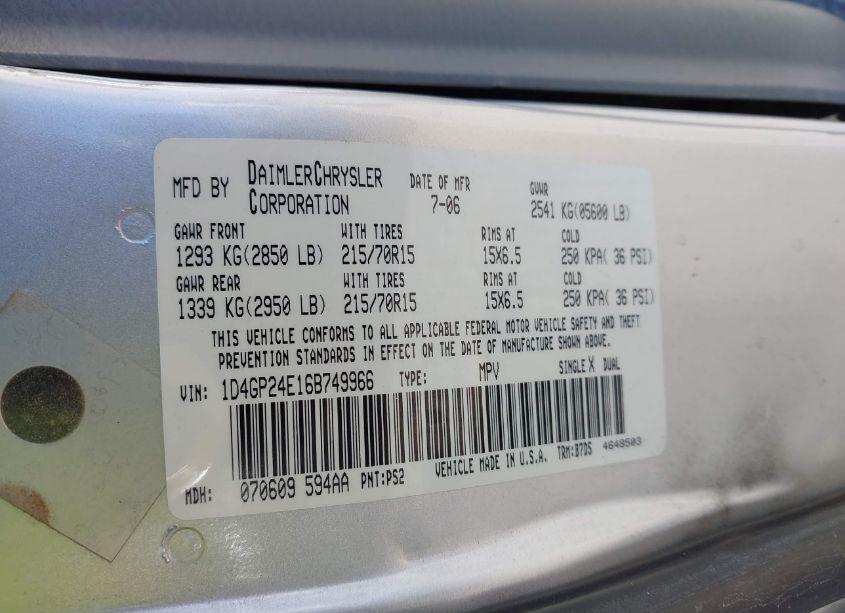 MFD BY DAIMLERCHRYSLER CORPORATION DATE OF MFR 7-06 GVWR 2541 KG(05600 LB)
GAWR FRONT WITH TIRES RIMS AT COLD
1293 KG(2850 LB) 215/70R15 15X6.5 250 KPA( 36 PSI)
GAWR REAR WITH TIRES RIMS AT COLD
1339 KG(2950 LB) 215/70R15 15X6.5 250 KPA( 36 PSI)
THIS VEHICLE CONFORMS TO ALL APPLICABLE FEDERAL MOTOR VEHICLE SAFETY AND THEFT
PREVENTION STANDARDS IN EFFECT ON THE DATE OF MANUFACTURE SHOWN ABOVE.
VIN: 1D4GP24E16B749966 TYPE: MPV SINGLE X DUAL
MDH: 070609 594AA PNT:PS2 VEHICLE MADE IN U.S.A. TRM:B7D5 4648503